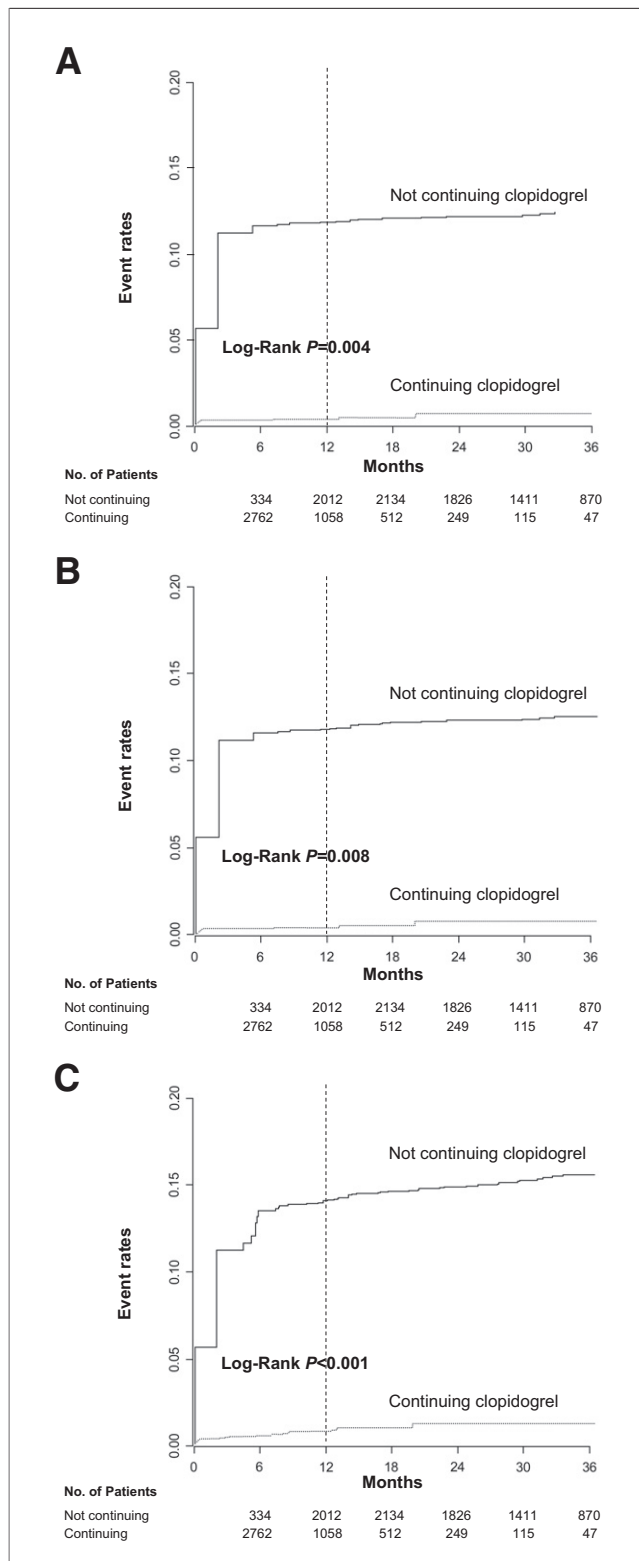 A
0.20
0.15
0.10
0.05
0.00
Event rates
Not continuing clopidogrel
Log-Rank P=0.004
Continuing clopidogrel
0 6 12 18 24 30 36
Months
No. of Patients
Not continuing 334 2012 2134 1826 1411 870
Continuing 2762 1058 512 249 115 47
B
0.20
0.15
0.10
0.05
0.00
Event rates
Not continuing clopidogrel
Log-Rank P=0.008
Continuing clopidogrel
0 6 12 18 24 30 36
Months
No. of Patients
Not continuing 334 2012 2134 1826 1411 870
Continuing 2762 1058 512 249 115 47
C
0.20
0.15
0.10
0.05
0.00
Event rates
Not continuing clopidogrel
Log-Rank P<0.001
Continuing clopidogrel
0 6 12 18 24 30 36
Months
No. of Patients
Not continuing 334 2012 2134 1826 1411 870
Continuing 2762 1058 512 249 115 47